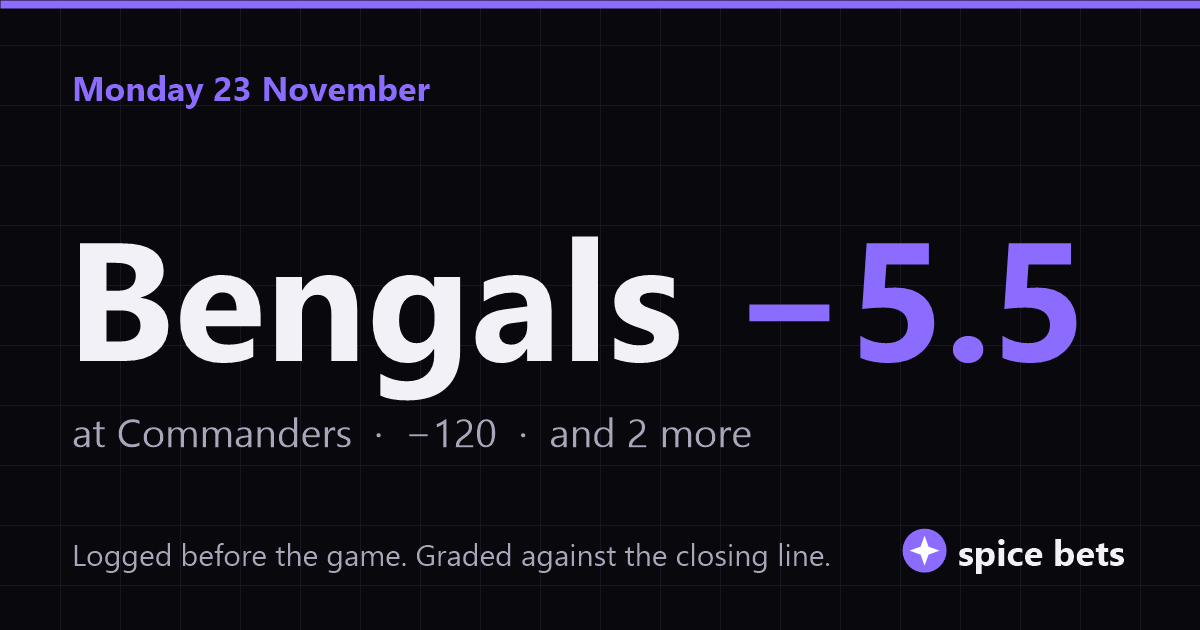 Monday 23 November
Bengals −5.5
at Commanders · −120 · and 2 more
Logged before the game. Graded against the closing line.
spice bets